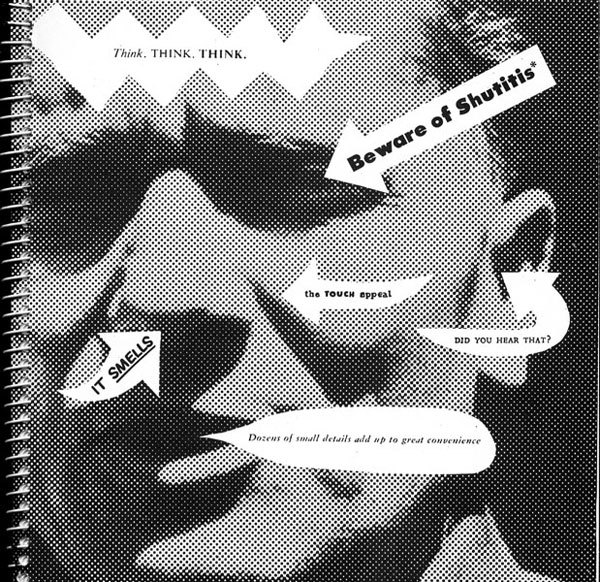 Think. THINK. THINK.
Beware of Shutitis*
the TOUCH appeal
DID YOU HEAR THAT?
IT SMELLS
Dozens of small details add up to great convenience